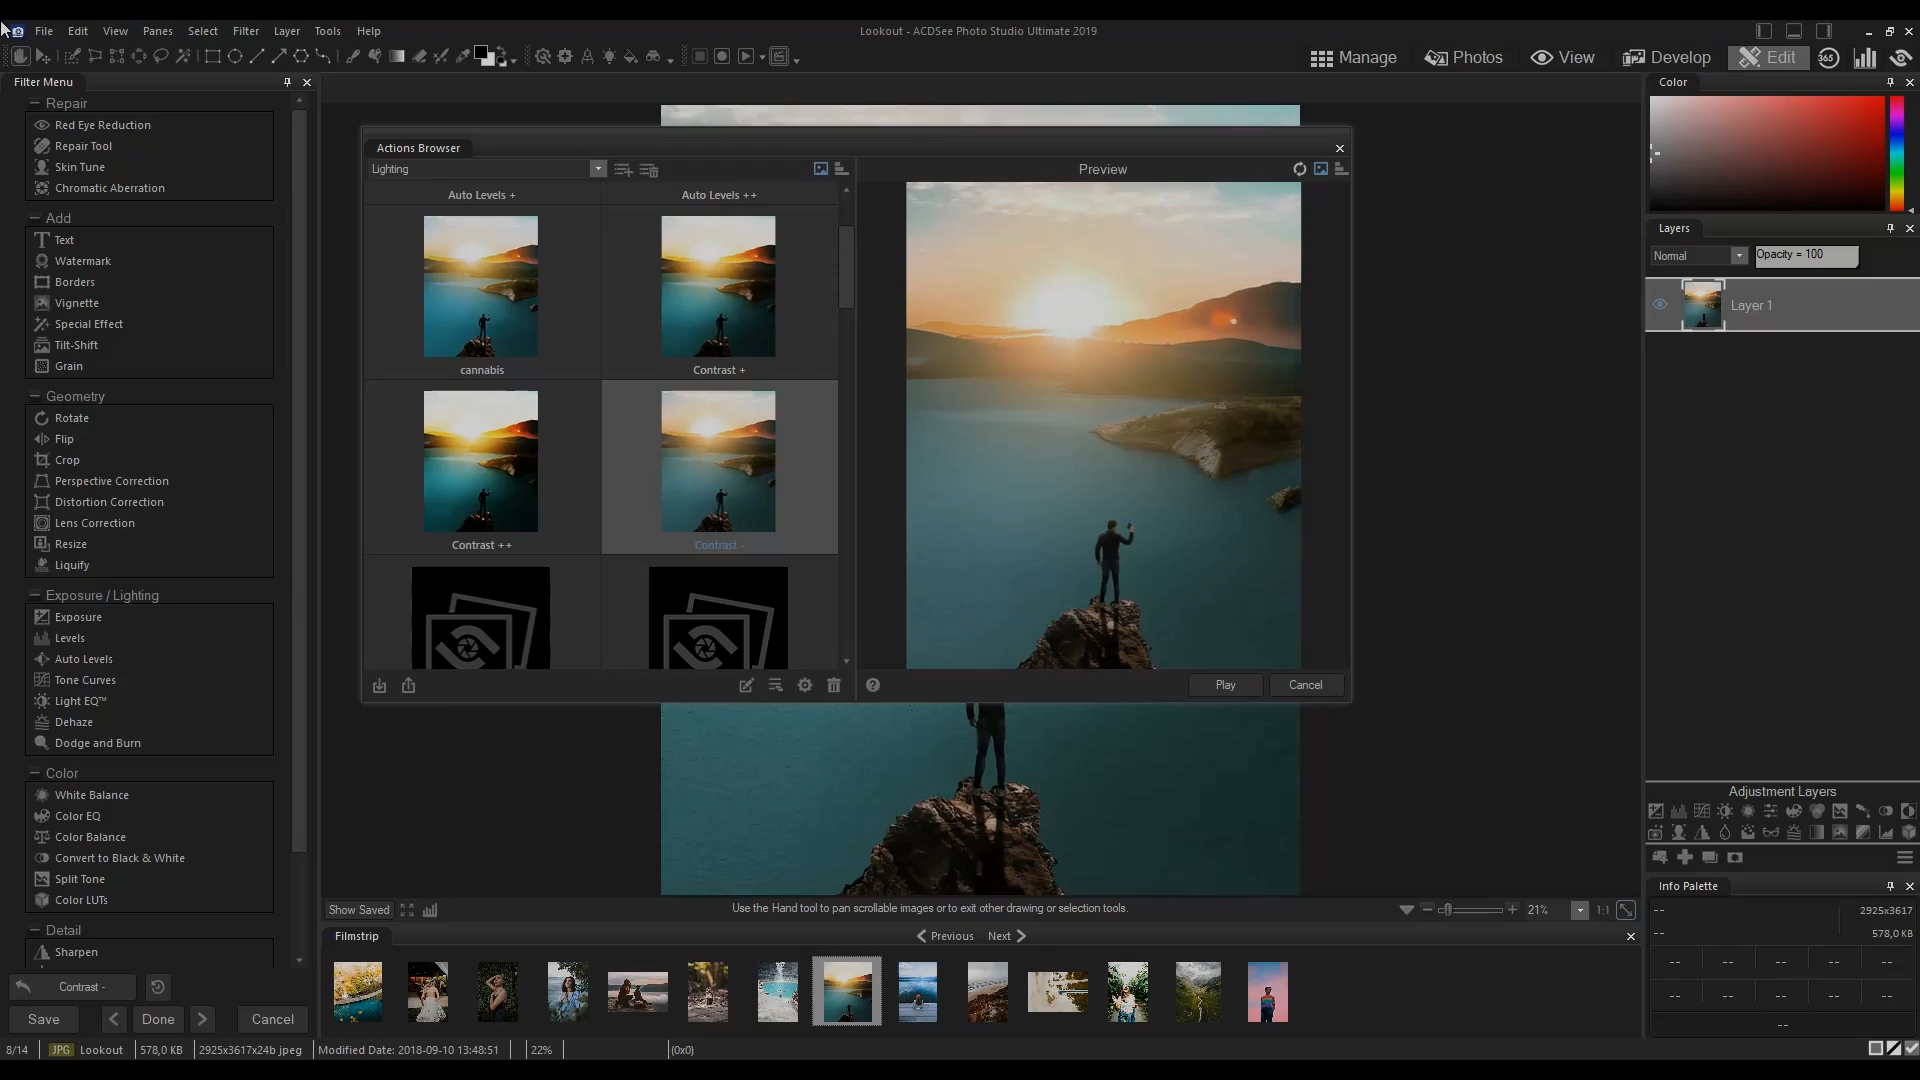 File Edit View Panes Select Filter Layer Tools Help
Lookout - ACDSee Photo Studio Ultimate 2019
Manage Photos View Develop Edit 365
Filter Menu
Repair
Red Eye Reduction
Repair Tool
Skin Tune
Chromatic Aberration
Add
Text
Watermark
Borders
Vignette
Special Effect
Tilt-Shift
Grain
Geometry
Rotate
Flip
Crop
Perspective Correction
Distortion Correction
Lens Correction
Resize
Liquify
Exposure / Lighting
Exposure
Levels
Auto Levels
Tone Curves
Light EQ™
Dehaze
Dodge and Burn
Color
White Balance
Color EQ
Color Balance
Convert to Black & White
Split Tone
Color LUTs
Detail
Sharpen
Contrast -
Save Done Cancel
Actions Browser
Lighting
Auto Levels + Auto Levels ++
cannabis Contrast +
Contrast ++ Contrast -
Preview
Play Cancel
Show Saved
Use the Hand tool to pan scrollable images or to exit other drawing or selection tools.
21% 1:1
Filmstrip
Previous Next
Color
Layers
Normal Opacity = 100
Layer 1
Adjustment Layers
Info Palette
-- 2925x3617
-- 578,0 KB
-- -- -- -- --
-- -- -- -- --
--
8/14 JPG Lookout 578,0 KB 2925x3617x24b jpeg Modified Date: 2018-09-10 13:48:51 22% (0x0)